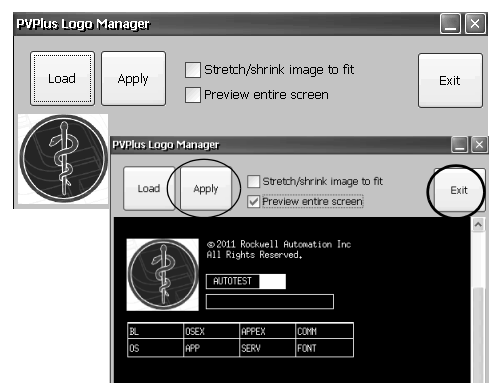 PVPlus Logo Manager
Load
Apply
Stretch/shrink image to fit
Preview entire screen
Exit
PVPlus Logo Manager
Load
Apply
Stretch/shrink image to fit
Preview entire screen
Exit
©2011 Rockwell Automation Inc
All Rights Reserved.
AUTOTEST
BL OSEX APPEX COMM
OS APP SERV FONT